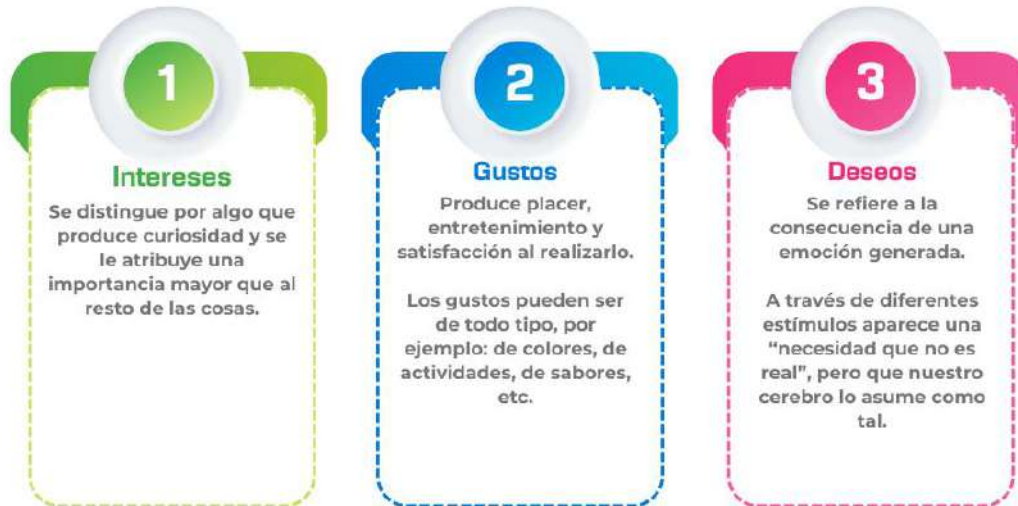 1
Intereses
Se distingue por algo que
produce curiosidad y se
le atribuye una
importancia mayor que al
resto de las cosas.
2
Gustos
Produce placer,
entretenimiento y
satisfacción al realizarlo.
Los gustos pueden ser
de todo tipo, por
ejemplo: de colores, de
actividades, de sabores,
etc.
3
Deseos
Se refiere a la
consecuencia de una
emoción generada.
A través de diferentes
estímulos aparece una
“necesidad que no es
real”, pero que nuestro
cerebro lo asume como
tal.